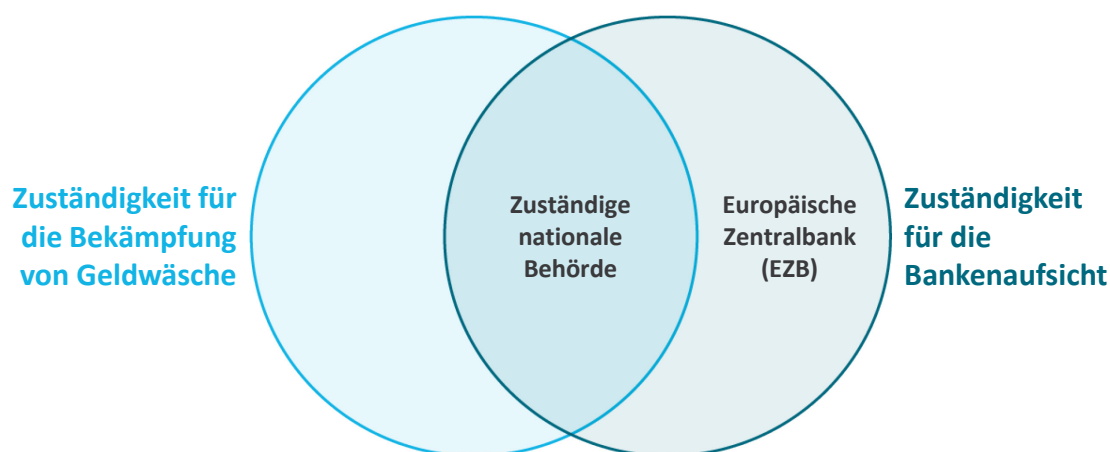 Zuständigkeit für
die Bekämpfung
von Geldwäsche
Zuständige
nationale
Behörde
Europäische
Zentralbank
(EZB)
Zuständigkeit
für die
Bankenaufsicht